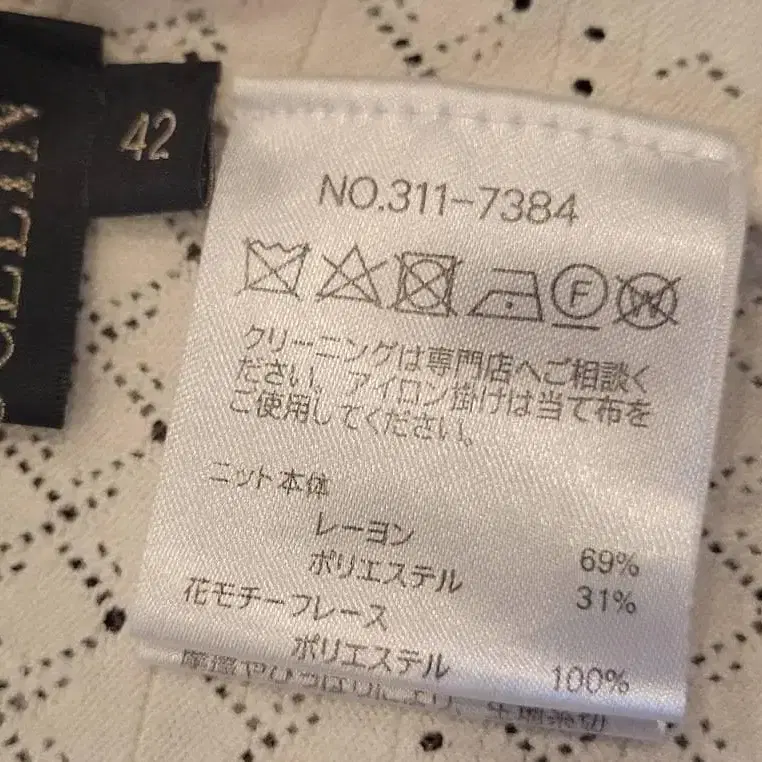 42
NO.311-7384
F
W
クリーニングは専門店へご相談く
ださい。アイロン掛けは当て布を
ご使用してください。
ニット本体
レーヨン 69%
ポリエステル 31%
花モチーフレース
ポリエステル 100%